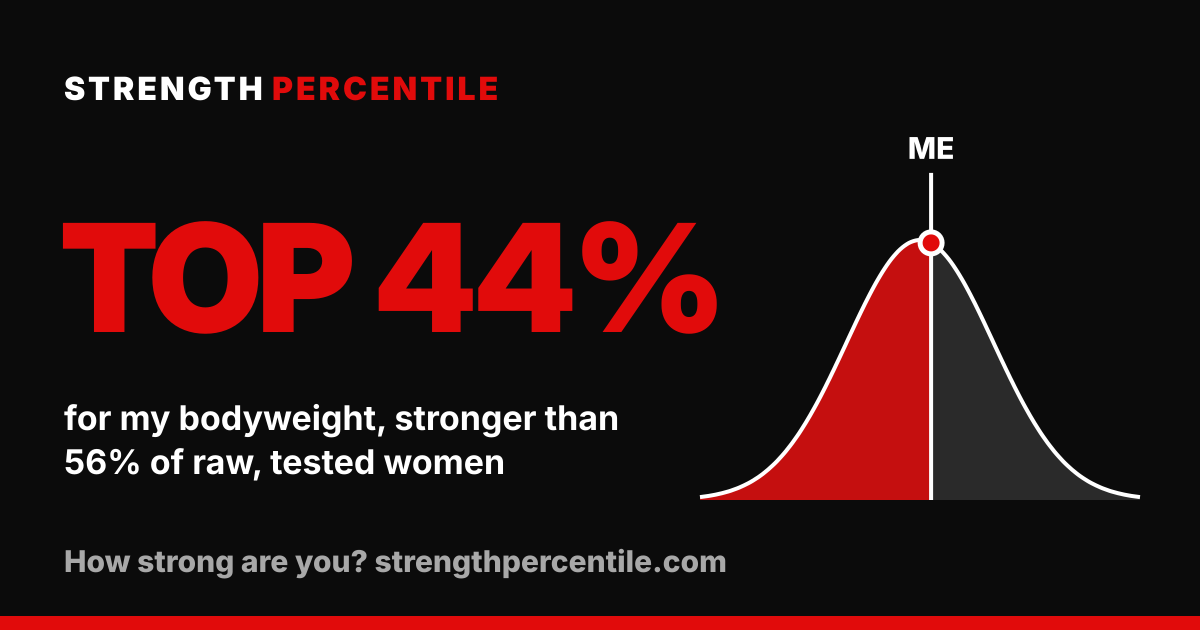 STRENGTH PERCENTILE
ME
TOP 44%
for my bodyweight, stronger than
56% of raw, tested women
How strong are you? strengthpercentile.com